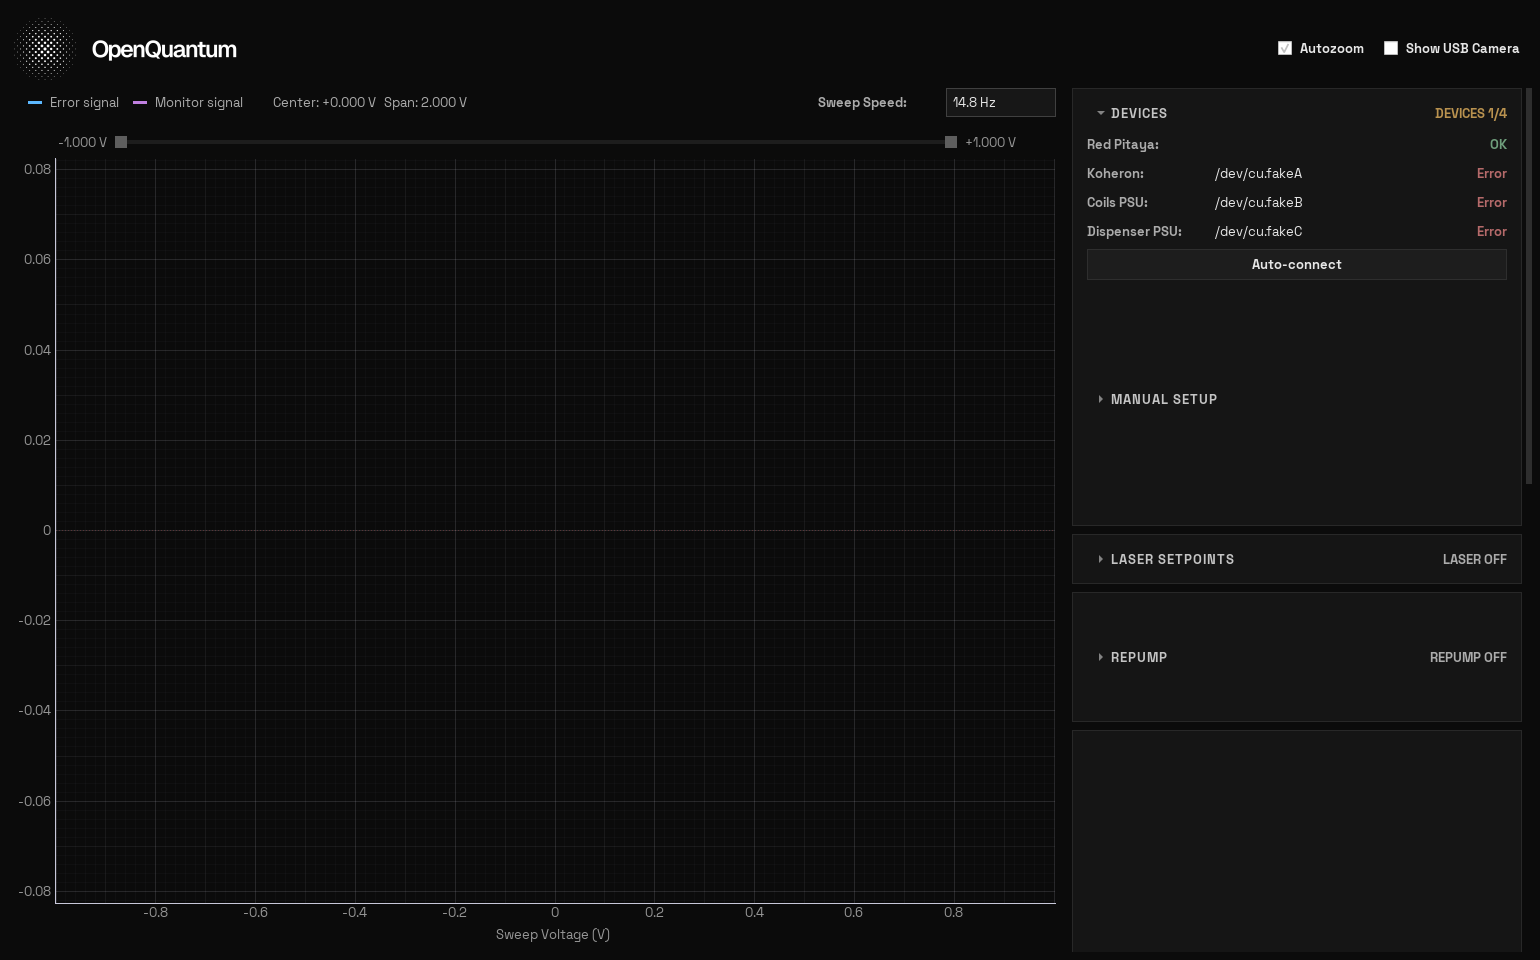 OpenQuantum
Autozoom
Show USB Camera
Error signal
Monitor signal
Center: +0.000 V Span: 2.000 V
Sweep Speed:
14.8 Hz
-1.000 V
+1.000 V
0.08
0.06
0.04
0.02
0
-0.02
-0.04
-0.06
-0.08
-0.8
-0.6
-0.4
-0.2
0
0.2
0.4
0.6
0.8
Sweep Voltage (V)
DEVICES
DEVICES 1/4
Red Pitaya:
OK
Koheron:
/dev/cu.fakeA
Error
Coils PSU:
/dev/cu.fakeB
Error
Dispenser PSU:
/dev/cu.fakeC
Error
Auto-connect
MANUAL SETUP
LASER SETPOINTS
LASER OFF
REPUMP
REPUMP OFF